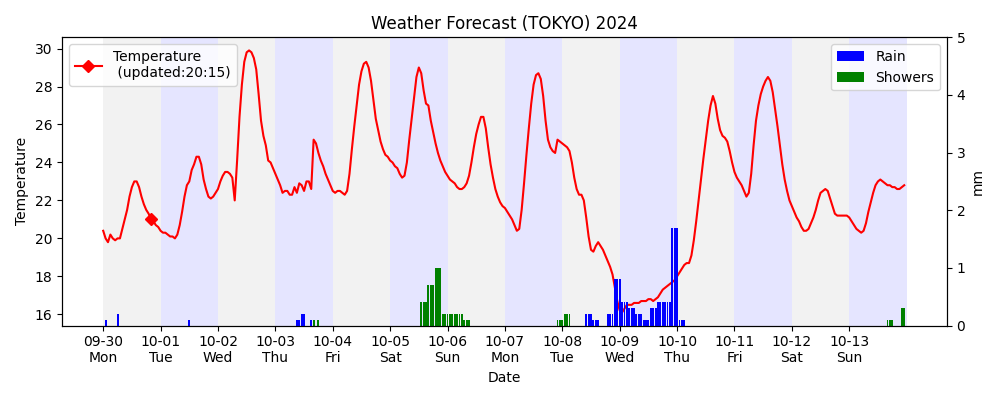 Weather Forecast (TOKYO) 2024
Temperature
(updated:20:15)
Rain
Showers
30
28
26
24
22
20
18
16
Temperature
5
4
3
2
1
0
mm
09-30 10-01 10-02 10-03 10-04 10-05 10-06 10-07 10-08 10-09 10-10 10-11 10-12 10-13
Mon Tue Wed Thu Fri Sat Sun Mon Tue Wed Thu Fri Sat Sun
Date